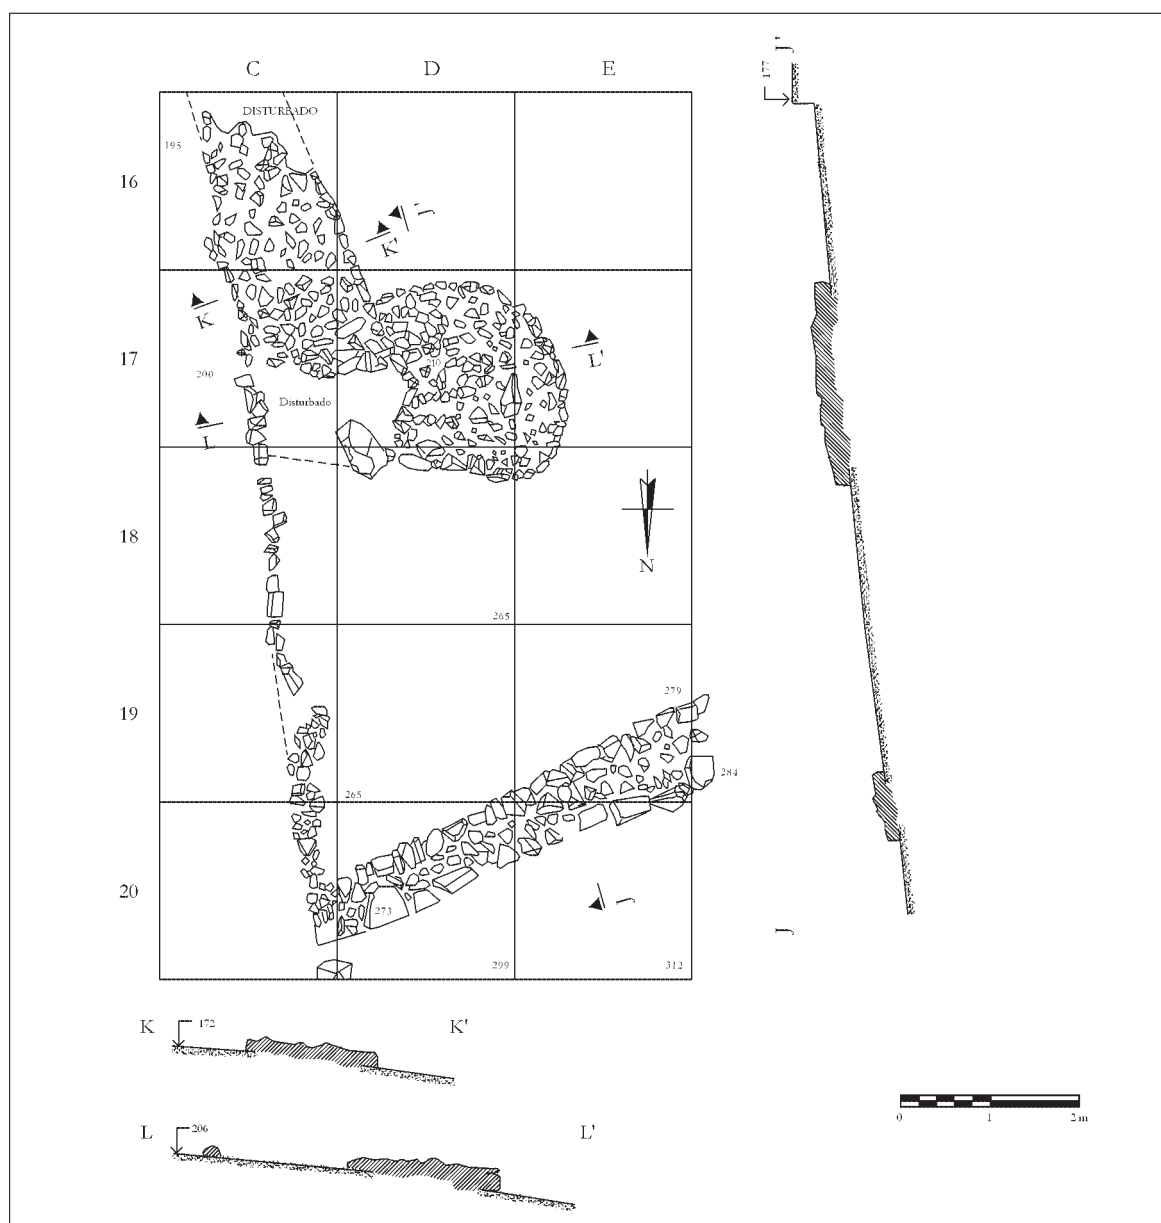 C D E
DISTURBADO
195
16
J'
K'
K
17
210
L'
200
Disturbado
L
18
N
265
19
279
284
265
20
273
J
299 312
J'
177
J
K 172 K'
L 206 L'
0 1 2 m